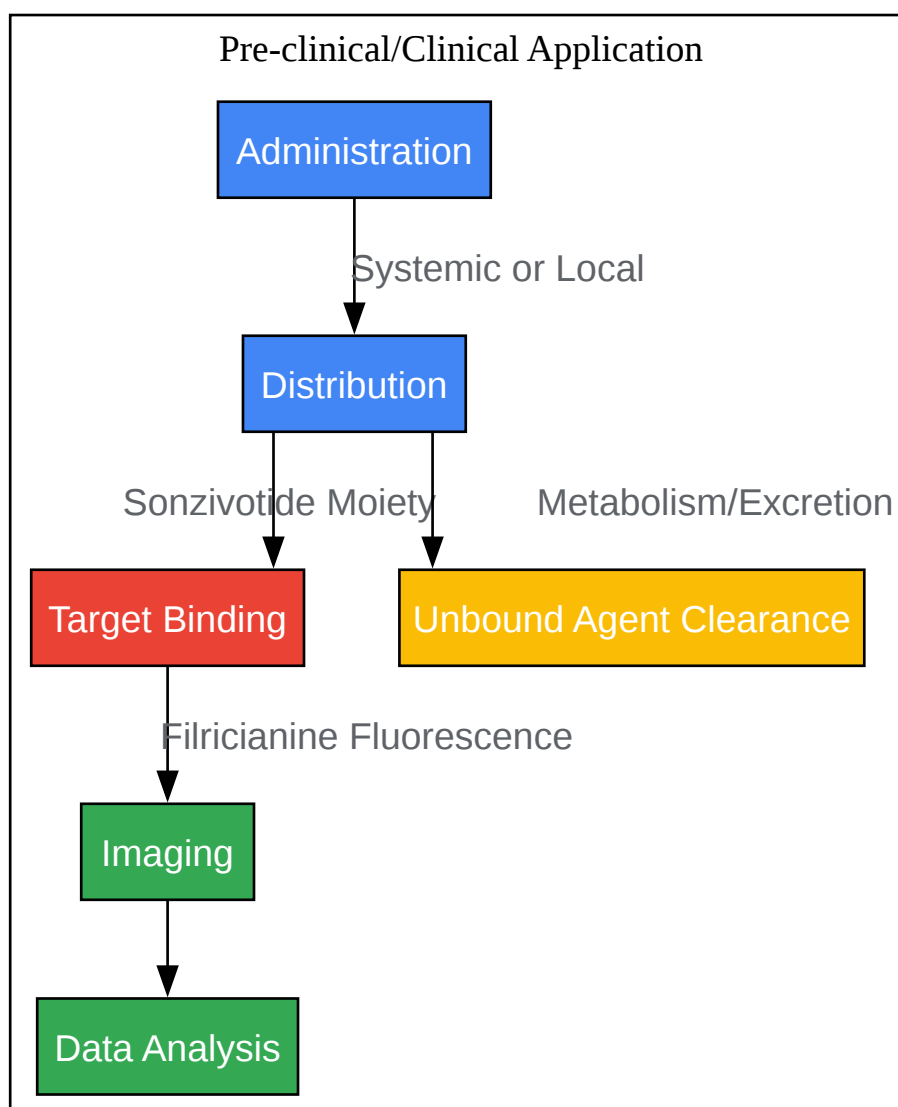 Pre-clinical/Clinical Application
Administration
Systemic or Local
Distribution
Sonzivotide Moiety
Metabolism/Excretion
Target Binding
Unbound Agent Clearance
Filricianine Fluorescence
Imaging
Data Analysis